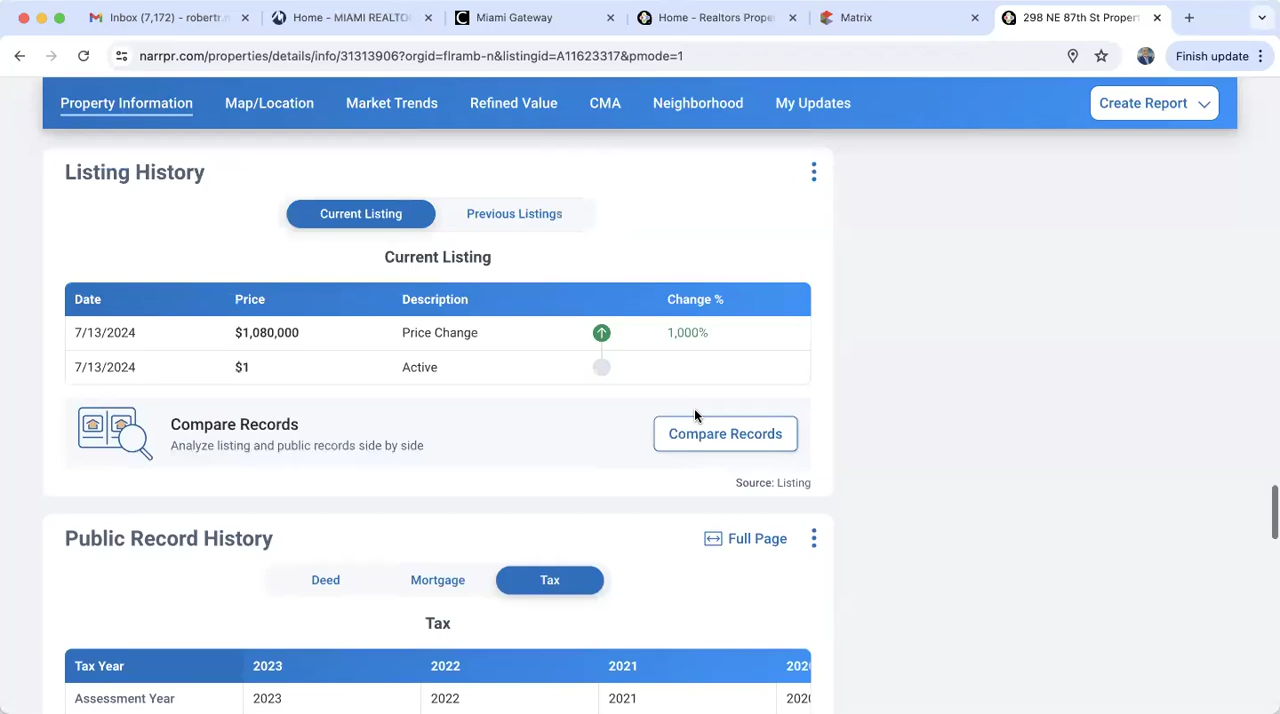 Inbox (7,172) - robertr.
Home - MIAMI REALTO
Miami Gateway
Home - Realtors Prope
Matrix
298 NE 87th St Propert
narrpr.com/properties/details/info/31313906?orgid=flramb-n&listingid=A11623317&pmode=1
Finish update
Property Information
Map/Location
Market Trends
Refined Value
CMA
Neighborhood
My Updates
Create Report
Listing History
Current Listing
Previous Listings
Current Listing
Date Price Description Change %
7/13/2024 $1,080,000 Price Change 1,000%
7/13/2024 $1 Active
Compare Records
Analyze listing and public records side by side
Compare Records
Source: Listing
Public Record History
Full Page
Deed
Mortgage
Tax
Tax
Tax Year 2023 2022 2021 202
Assessment Year 2023 2022 2021 202